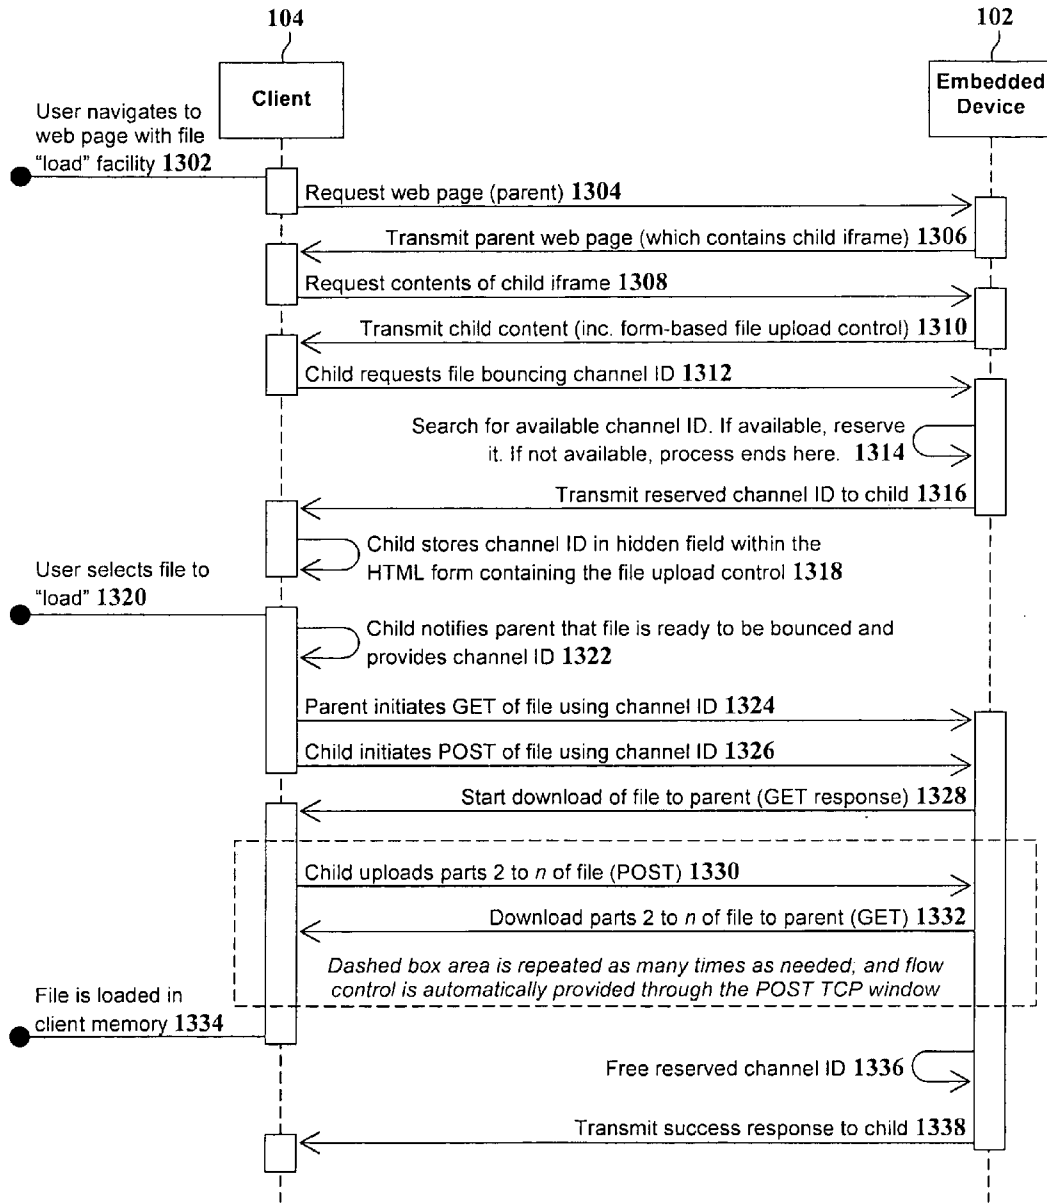 104
102
Client
Embedded
Device
User navigates to
web page with file
“load” facility 1302
Request web page (parent) 1304
Transmit parent web page (which contains child iframe) 1306
Request contents of child iframe 1308
Transmit child content (inc. form-based file upload control) 1310
Child requests file bouncing channel ID 1312
Search for available channel ID. If available, reserve
it. If not available, process ends here. 1314
Transmit reserved channel ID to child 1316
Child stores channel ID in hidden field within the
HTML form containing the file upload control 1318
User selects file to
“load” 1320
Child notifies parent that file is ready to be bounced and
provides channel ID 1322
Parent initiates GET of file using channel ID 1324
Child initiates POST of file using channel ID 1326
Start download of file to parent (GET response) 1328
Child uploads parts 2 to n of file (POST) 1330
Download parts 2 to n of file to parent (GET) 1332
Dashed box area is repeated as many times as needed, and flow
control is automatically provided through the POST TCP window
File is loaded in
client memory 1334
Free reserved channel ID 1336
Transmit success response to child 1338